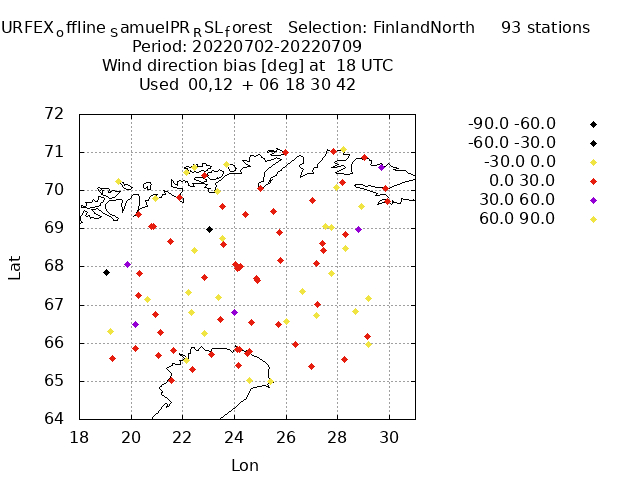 URFEX offline SamuelPR RSL forest Selection: FinlandNorth 93 stations
Period: 20220702-20220709
Wind direction bias [deg] at 18 UTC
Used 00,12 + 06 18 30 42
72
71
70
69
68
67
66
65
64
Lat
18 20 22 24 26 28 30
Lon
-90.0 -60.0
-60.0 -30.0
-30.0 0.0
0.0 30.0
30.0 60.0
60.0 90.0